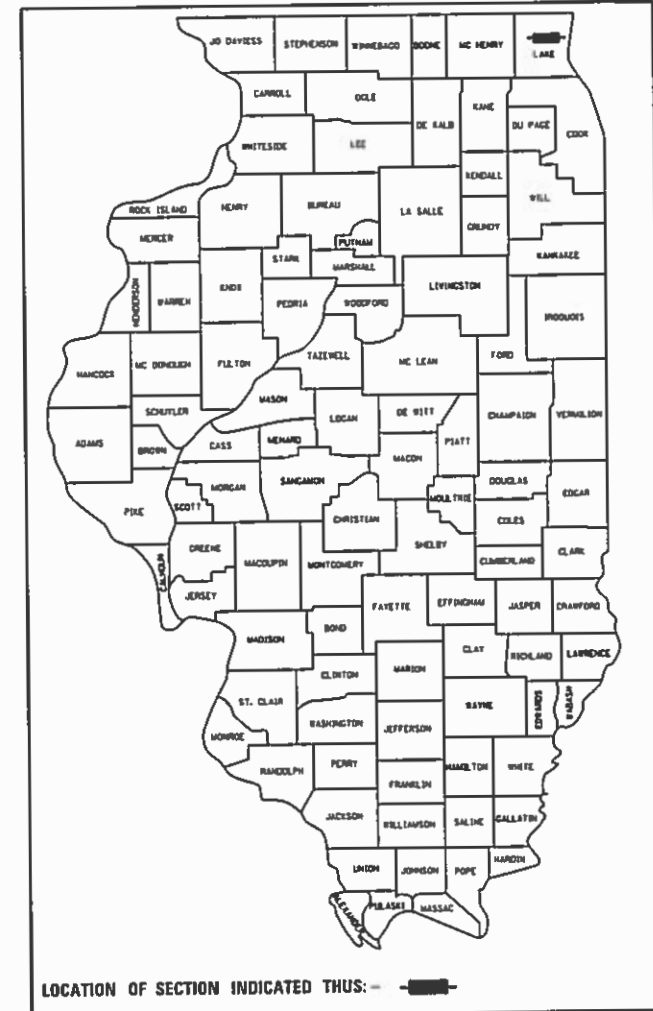 JO DAVIESS STEPHENSON WINNEBAGO BOONE MC HENRY LAKE
CARROLL OGLE DE KALB KANE DU PAGE COOK
WHITESIDE LEE KENDALL WILL
ROCK ISLAND HENRY BUREAU LA SALLE GRUNDY
MERCER PUTNAM KANKAKEE
STARK MARSHALL
HENDERSON WARREN KNOX PEORIA WOODFORD LIVINGSTON IROQUOIS
HANCOCK MC DONOUGH FULTON TAZEWELL MC LEAN FORD
MASON
SCHUYLER LOGAN DE WITT CHAMPAIGN VERMILION
ADAMS BROWN CASS MENARD MACON PIATT
MORGAN SANGAMON DOUGLAS EDGAR
PIKE SCOTT CHRISTIAN MOULTRIE COLES
CALHOUN GREENE MACOUPIN MONTGOMERY SHELBY CUMBERLAND CLARK
JERSEY FAYETTE EFFINGHAM JASPER CRAWFORD
MADISON BOND
CLINTON MARION CLAY RICHLAND LAWRENCE
ST. CLAIR WASHINGTON JEFFERSON WAYNE EDWARDS WABASH
MONROE
RANDOLPH PERRY FRANKLIN HAMILTON WHITE
JACKSON WILLIAMSON SALINE GALLATIN
UNION JOHNSON POPE HARDIN
ALEXANDER PULASKI MASSAC
LOCATION OF SECTION INDICATED THUS: -